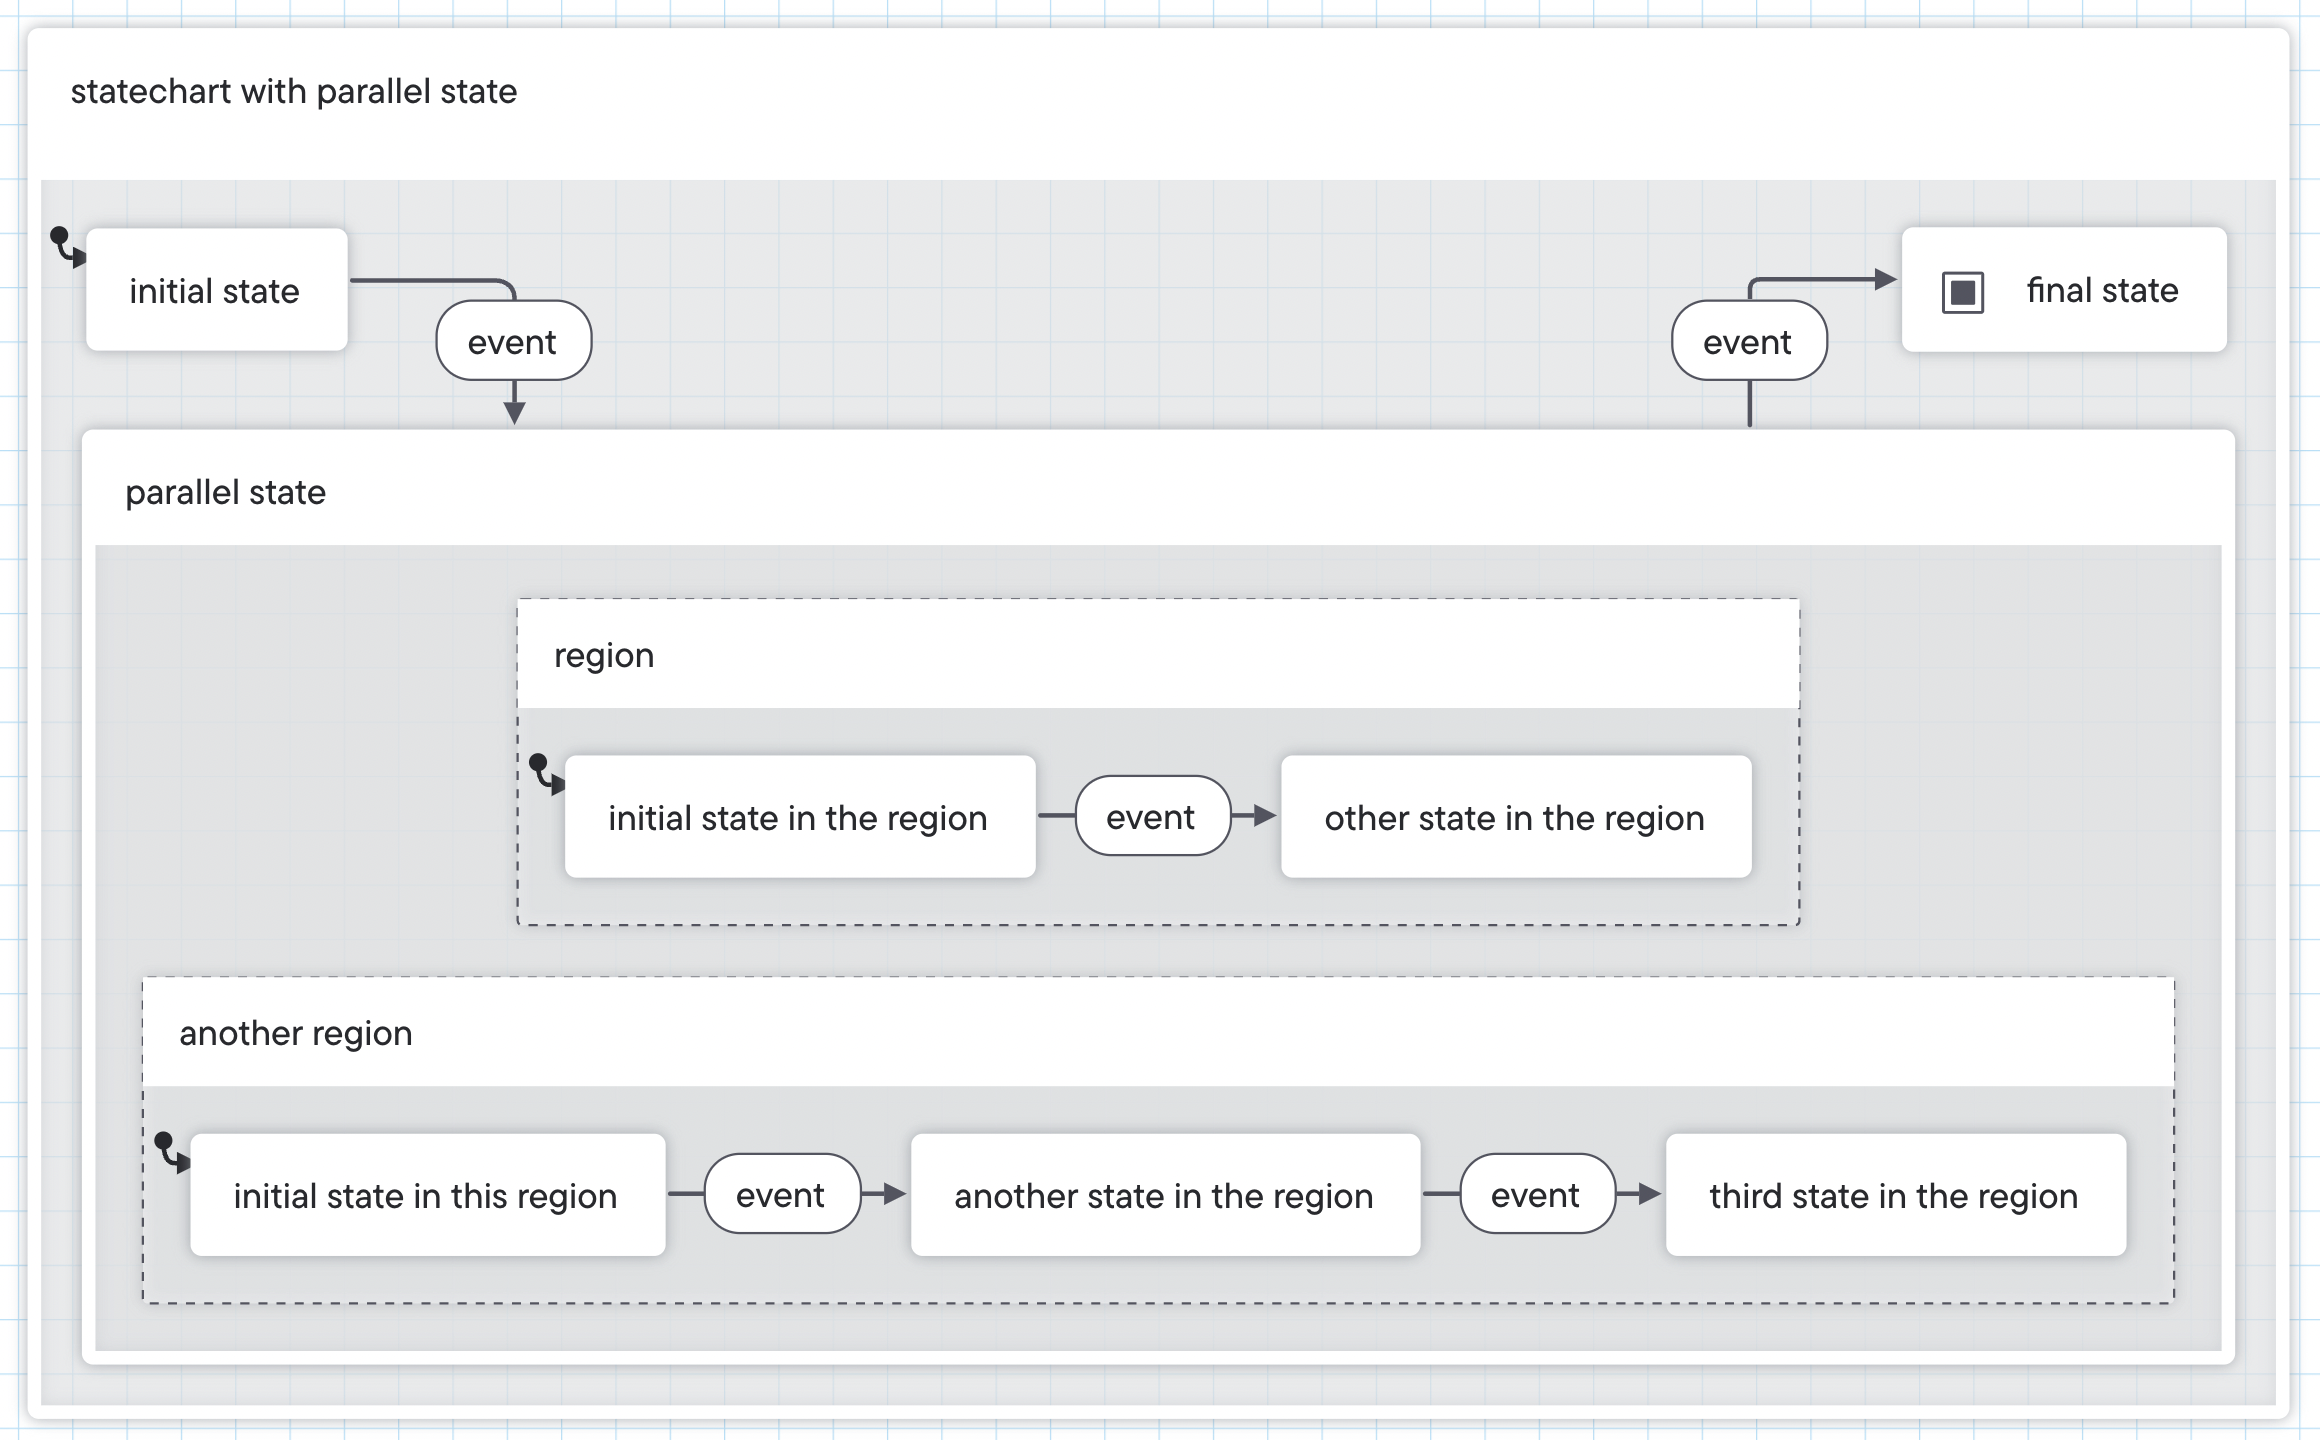 statechart with parallel state
initial state
event
event
final state
parallel state
region
initial state in the region
event
other state in the region
another region
initial state in this region
event
another state in the region
event
third state in the region